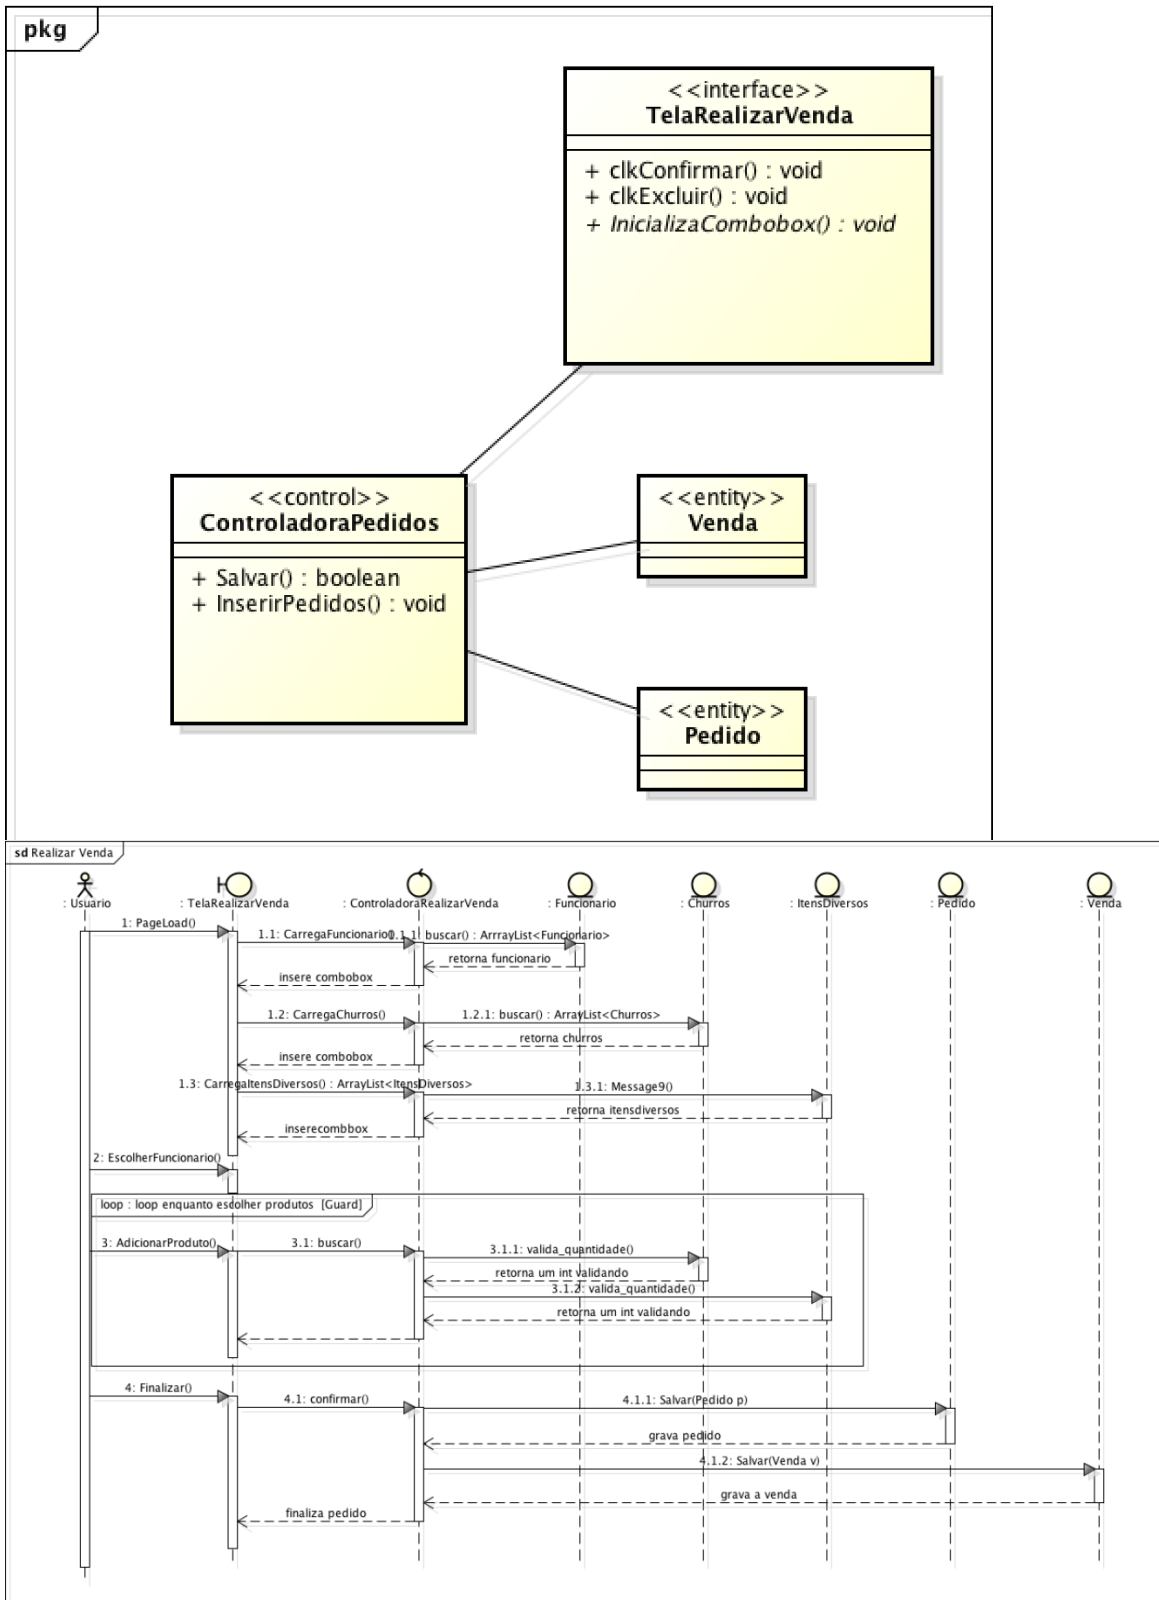 pkg
<<interface>>
TelaRealizarVenda
+ clkConfirmar() : void
+ clkExcluir() : void
+ InicializaCombobox() : void
<<control>>
ControladoraPedidos
+ Salvar() : boolean
+ InserirPedidos() : void
<<entity>>
Venda
<<entity>>
Pedido
sd Realizar Venda
: Usuario
: TelaRealizarVenda
: ControladoraRealizarVenda
: Funcionario
: Churros
: ItensDiversos
: Pedido
: Venda
1: PageLoad()
1.1: CarregaFuncionario()
1.1.1: buscar() : ArrrayList<Funcionario>
retorna funcionario
insere combobox
1.2: CarregaChurros()
1.2.1: buscar() : ArrayList<Churros>
retorna churros
insere combobox
1.3: CarregaItensDiversos() : ArrayList<ItensDiversos>
1.3.1: Message9()
retorna itensdiversos
inserecombbox
2: EscolherFuncionario()
loop : loop enquanto escolher produtos [Guard]
3: AdicionarProduto()
3.1: buscar()
3.1.1: valida_quantidade()
retorna um int validando
3.1.2: valida_quantidade()
retorna um int validando
4: Finalizar()
4.1: confirmar()
4.1.1: Salvar(Pedido p)
grava pedido
4.1.2: Salvar(Venda v)
grava a venda
finaliza pedido